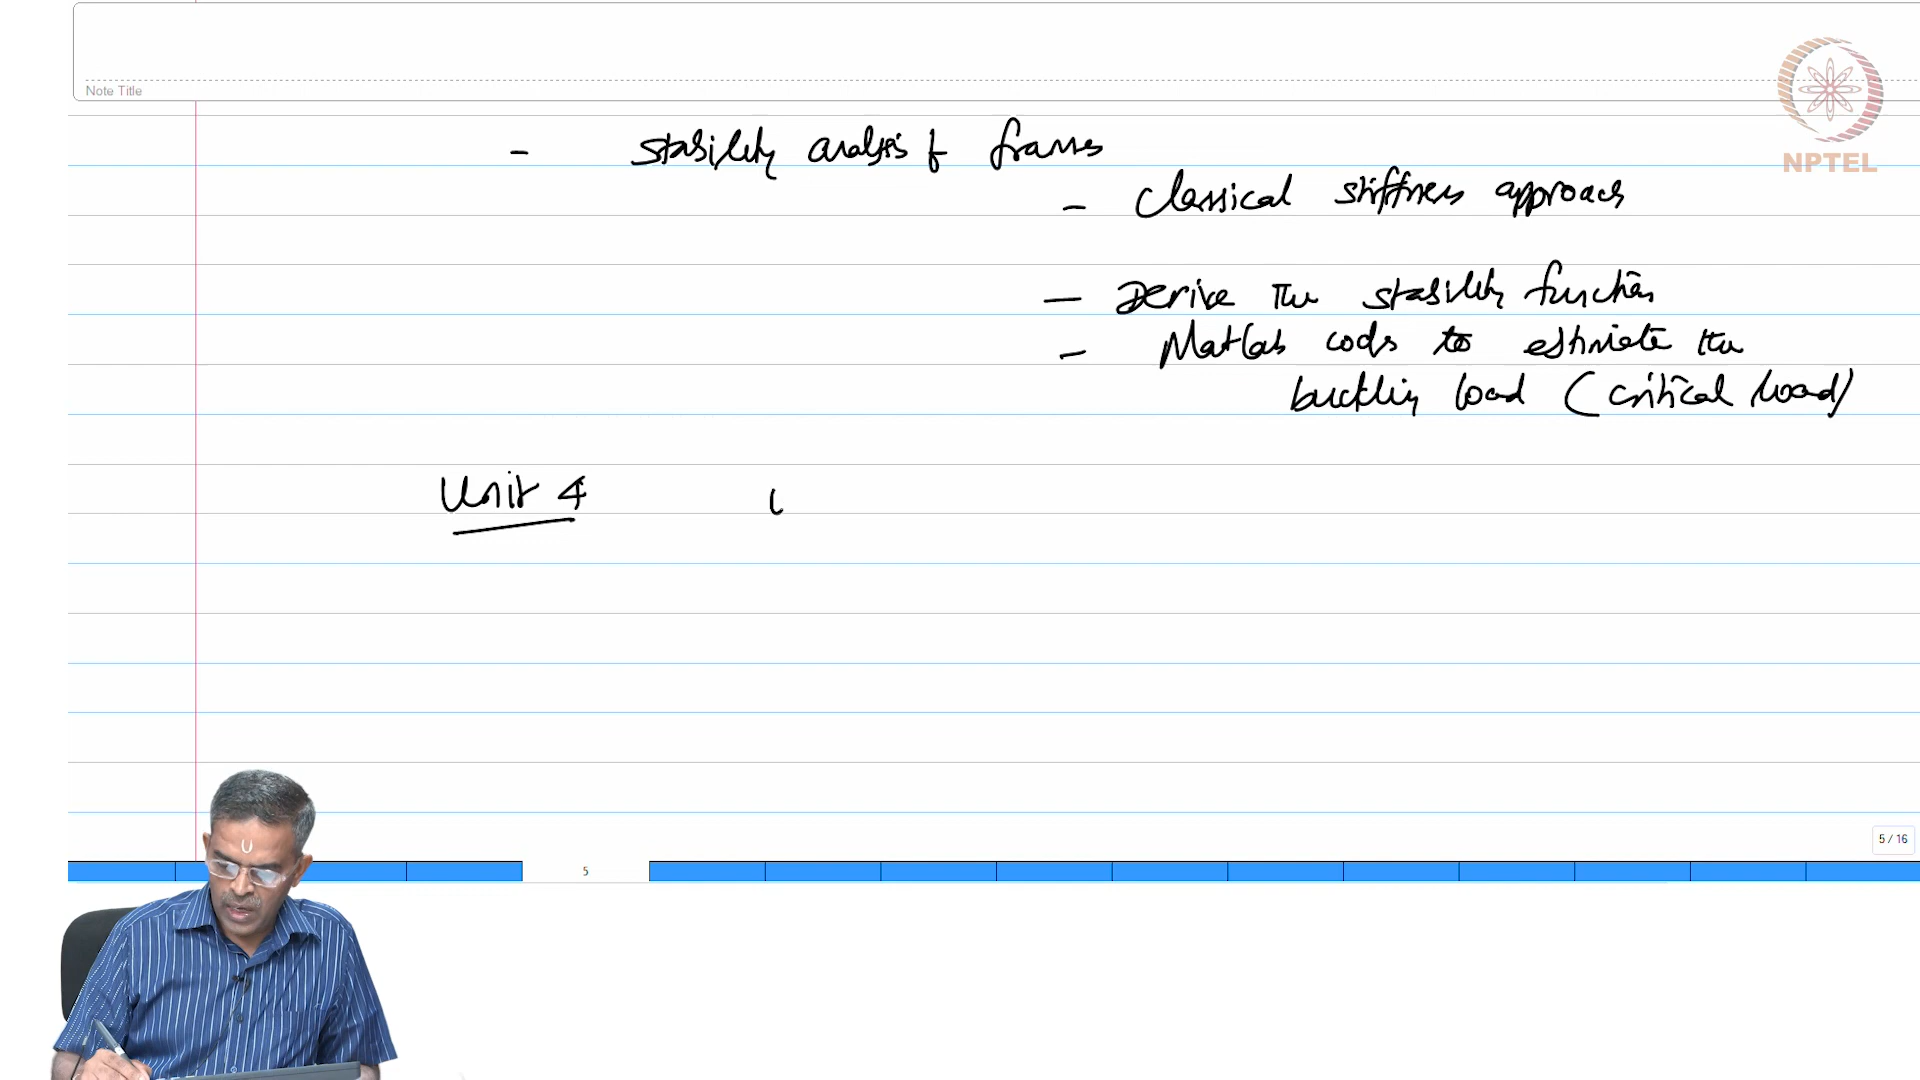 Note Title
NPTEL
- stability analysis of frames
- Classical stiffness approach
- Derive the stability function
- Matlab codes to estimate the
buckling load (critical load)
Unit 4
5 / 16
5